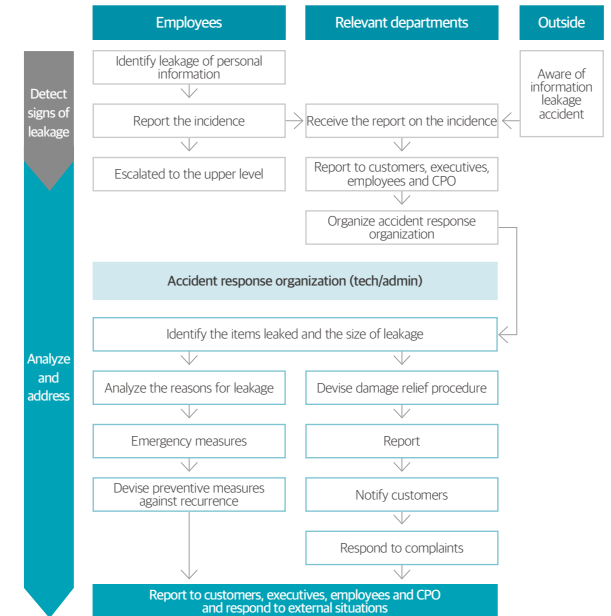 Employees
Relevant departments
Outside
Identify leakage of personal
information
Aware of
information
leakage
accident
Detect
signs of
leakage
Report the incidence
Receive the report on the incidence
Escalated to the upper level
Report to customers, executives,
employees and CPO
Organize accident response
organization
Accident response organization (tech/admin)
Identify the items leaked and the size of leakage
Analyze
and
address
Analyze the reasons for leakage
Devise damage relief procedure
Emergency measures
Report
Devise preventive measures
against recurrence
Notify customers
Respond to complaints
Report to customers, executives, employees and CPO
and respond to external situations